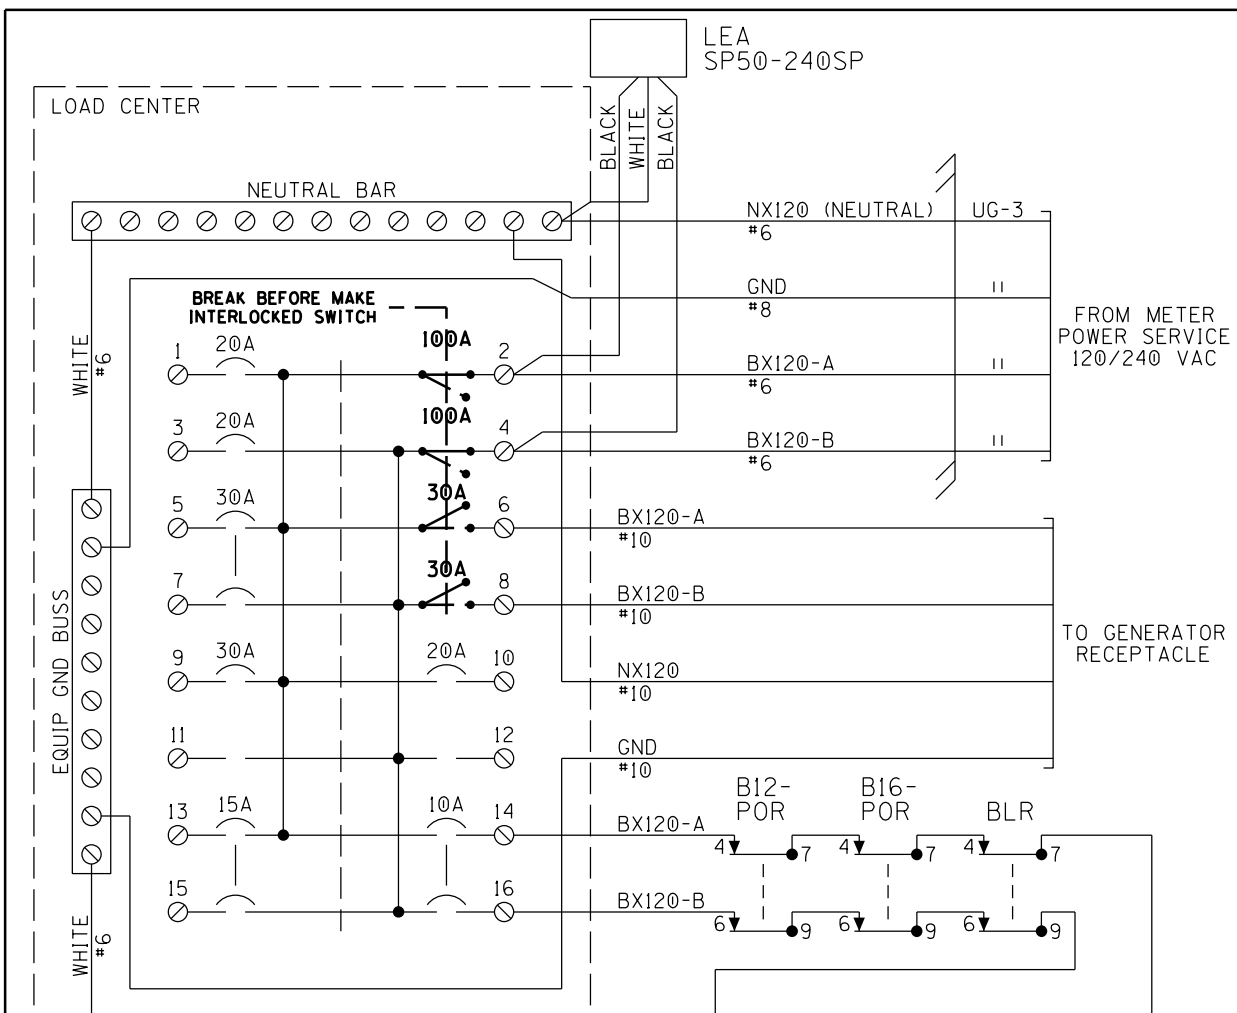 LEA
SP50-240SP
LOAD CENTER
BLACK
WHITE
BLACK
NEUTRAL BAR
NX120 (NEUTRAL) UG-3
#6
GND "
#8
FROM METER
POWER SERVICE
120/240 VAC
BREAK BEFORE MAKE
INTERLOCKED SWITCH
WHITE
#6
1 20A 100A 2
BX120-A "
#6
3 20A 100A 4
BX120-B "
#6
5 30A 30A 6
BX120-A
#10
7 30A 8
BX120-B
#10
TO GENERATOR
RECEPTACLE
EQUIP GND BUSS
9 30A 20A 10
NX120
#10
11 12
GND
#10
B12-
POR
B16-
POR
BLR
13 15A 10A 14
BX120-A
4 7 4 7 4 7
15 16
BX120-B
6 9 6 9 6 9
WHITE
#6